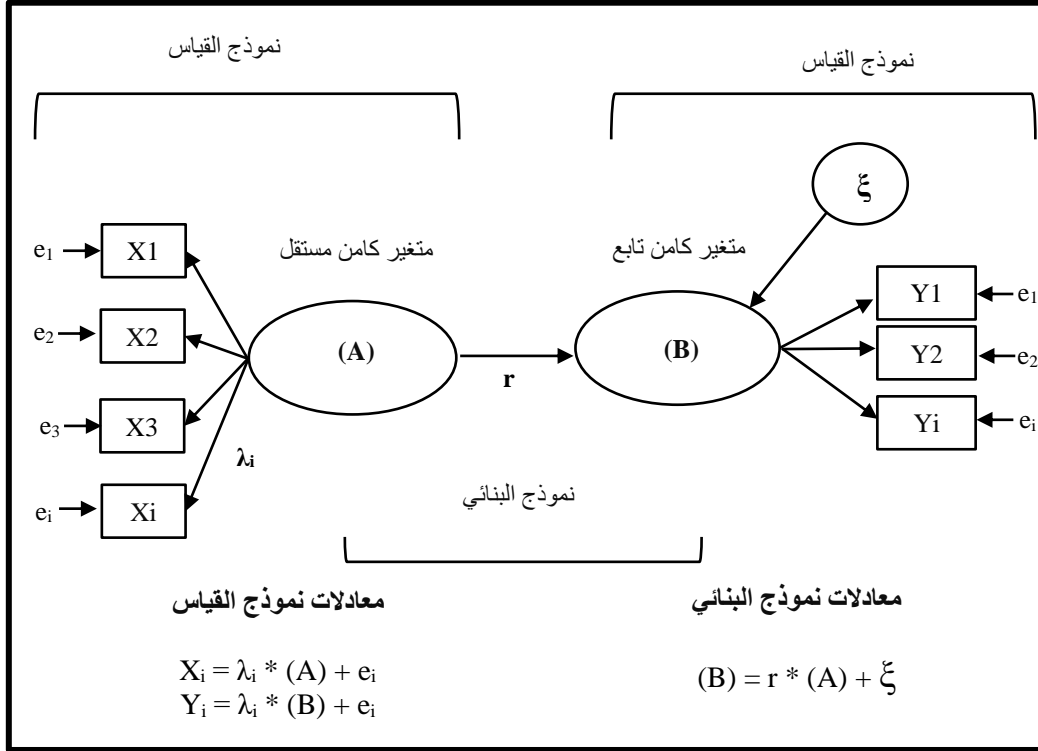 نموذج القياس
نموذج القياس
ξ
متغير كامن مستقل
متغير كامن تابع
e1
X1
e2
X2
e3
X3
ei
Xi
λi
(A)
r
(B)
Y1
e1
Y2
e2
Yi
ei
نموذج البنائي
معادلات نموذج القياس
معادلات نموذج البنائي
Xi = λi * (A) + ei
Yi = λi * (B) + ei
(B) = r * (A) + ξ